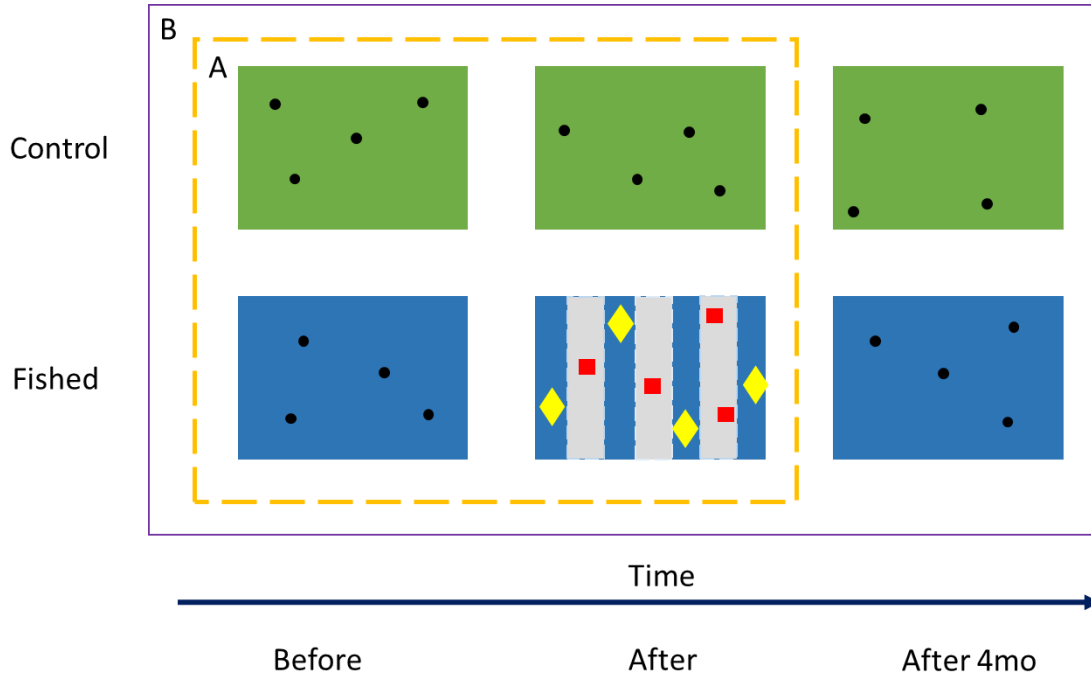 B
A
Control
Fished
Time
Before
After
After 4mo